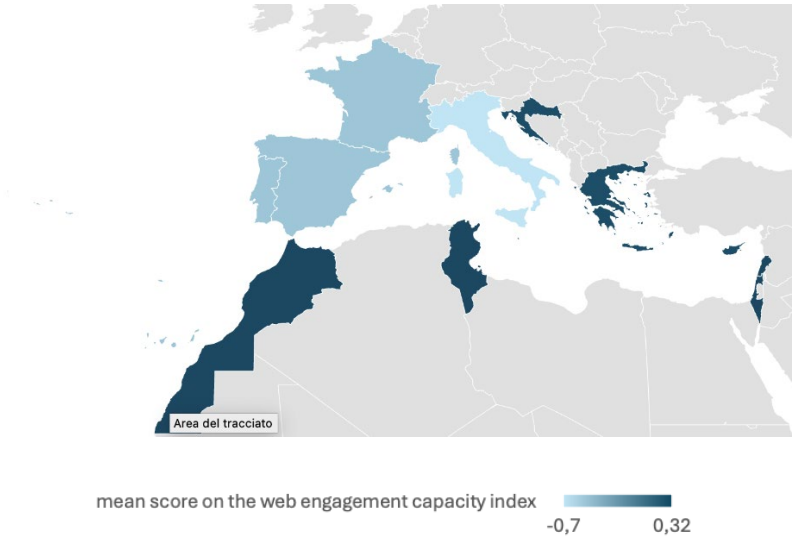 Area del tracciato
mean score on the web engagement capacity index
-0,7 0,32